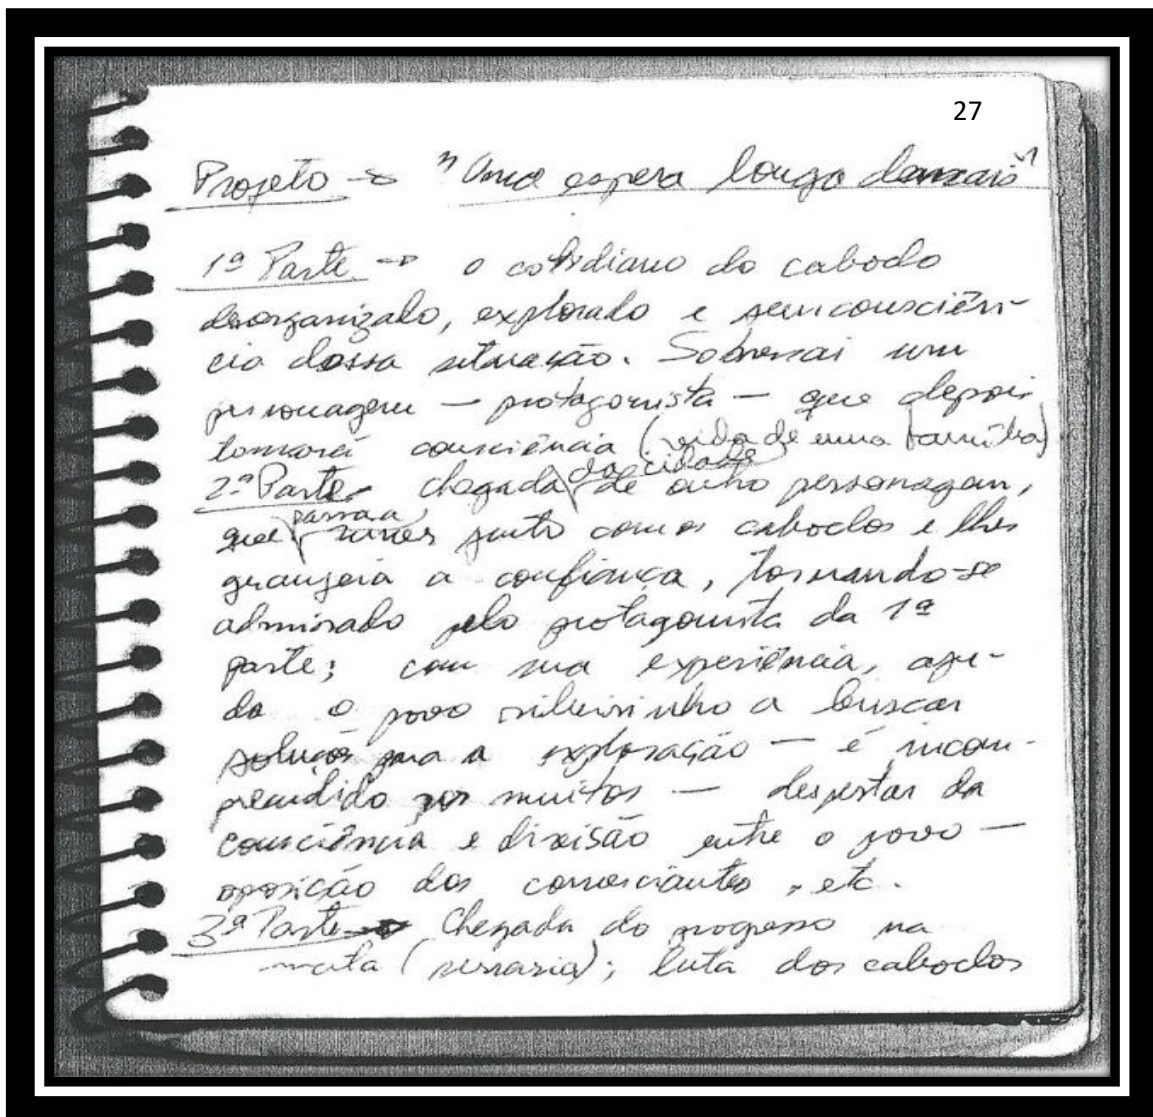 27
Projeto → "Uma espera longa demais"
1ª Parte → o cotidiano do caboclo
desorganizado, explorado e sem consciên-
cia dessa situação. Sobressai um
personagem — protagonista — que depois
tomará consciência (vida de uma família)
da cidade
2ª Parte - chegada de outro personagem,
passa a
que viver junto com os caboclos e lhes
granjeia a confiança, tornando-se
admirado pelo protagonista da 1ª
parte; com sua experiência, aju-
da o povo ribeirinho a buscar
soluções para a exploração — é incom-
preendido por muitos — despertar da
consciência e divisão entre o povo —
oposição dos comerciantes, etc.
3ª Parte → Chegada do progresso na
mata (serraria); luta dos caboclos